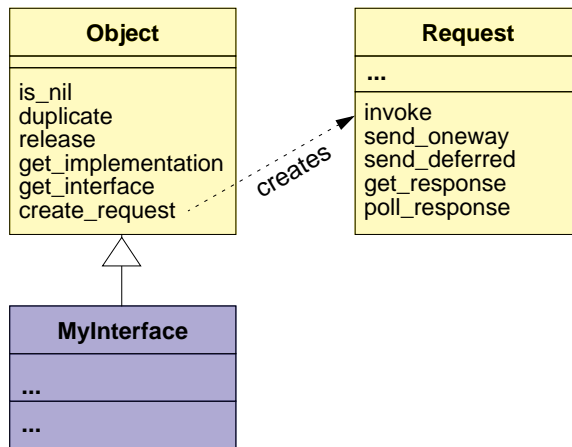 Object
is_nil
duplicate
release
get_implementation
get_interface
create_request
creates
Request
...
invoke
send_oneway
send_deferred
get_response
poll_response
MyInterface
...
...